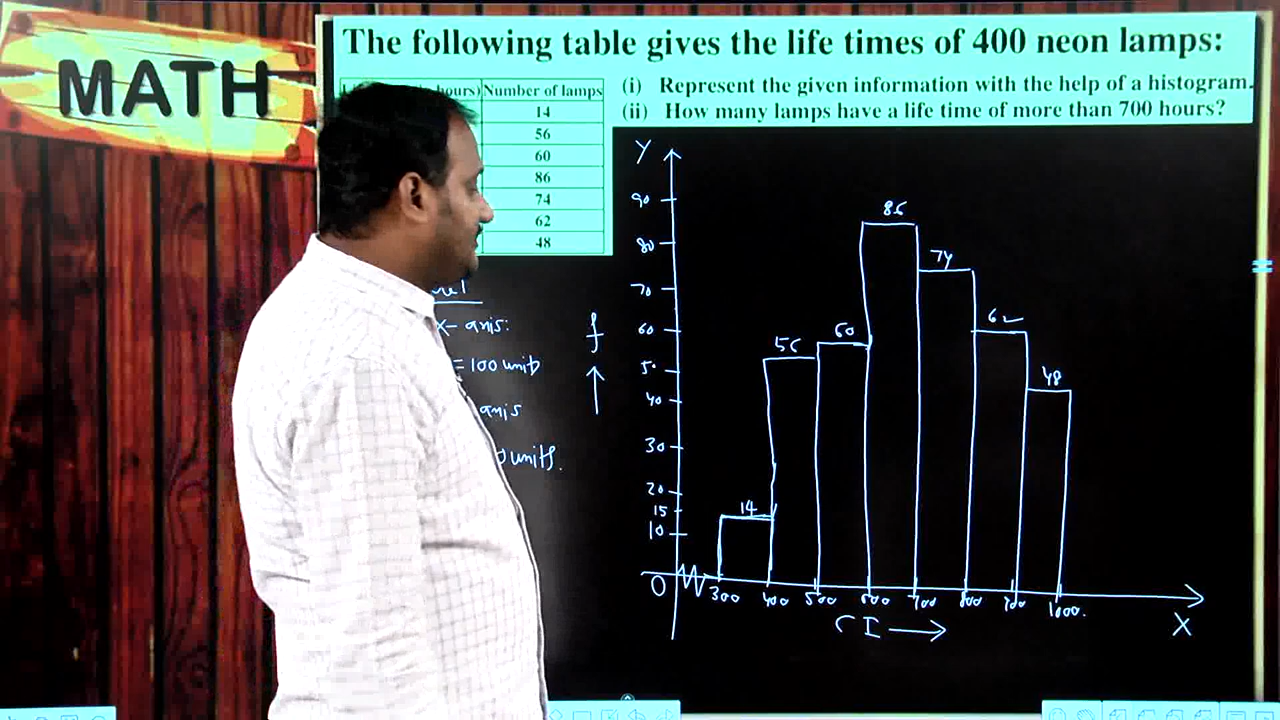 MATH
The following table gives the life times of 400 neon lamps:
hours) Number of lamps
14
56
60
86
74
62
48
(i) Represent the given information with the help of a histogram.
(ii) How many lamps have a life time of more than 700 hours?
x- axis:
= 100 unit
axis
units.
f
Y
90
80
70
60
50
40
30
20
15
10
0
14
56
60
86
74
62
48
300 400 500 600 700 800 1000.
CI
X